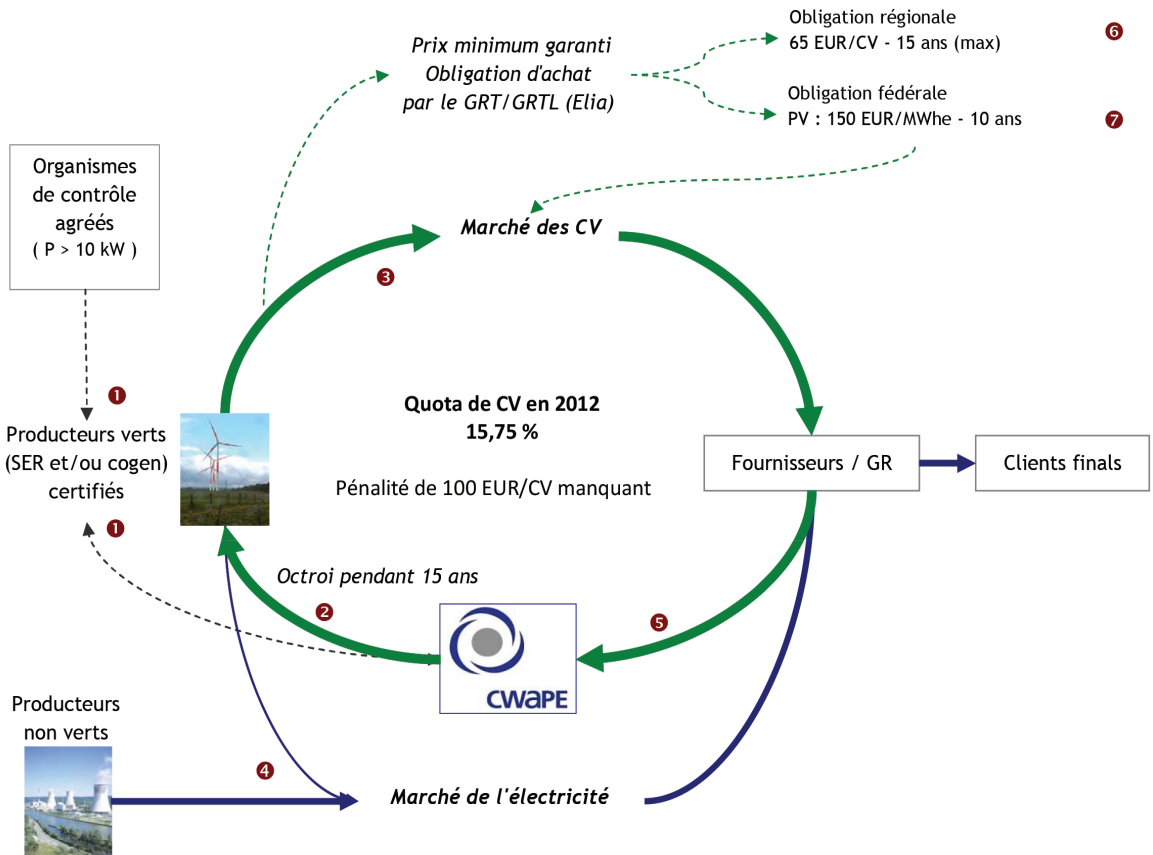 Prix minimum garanti
Obligation d'achat
par le GRT/GRTL (Elia)
Obligation régionale
65 EUR/CV - 15 ans (max)
6
Obligation fédérale
PV : 150 EUR/MWhe - 10 ans
7
Organismes
de contrôle
agréés
( P > 10 kW )
Marché des CV
3
1
Producteurs verts
(SER et/ou cogen)
certifiés
1
Quota de CV en 2012
15,75 %
Pénalité de 100 EUR/CV manquant
Fournisseurs / GR
Clients finals
Octroi pendant 15 ans
2
5
CWaPE
Producteurs
non verts
4
Marché de l'électricité